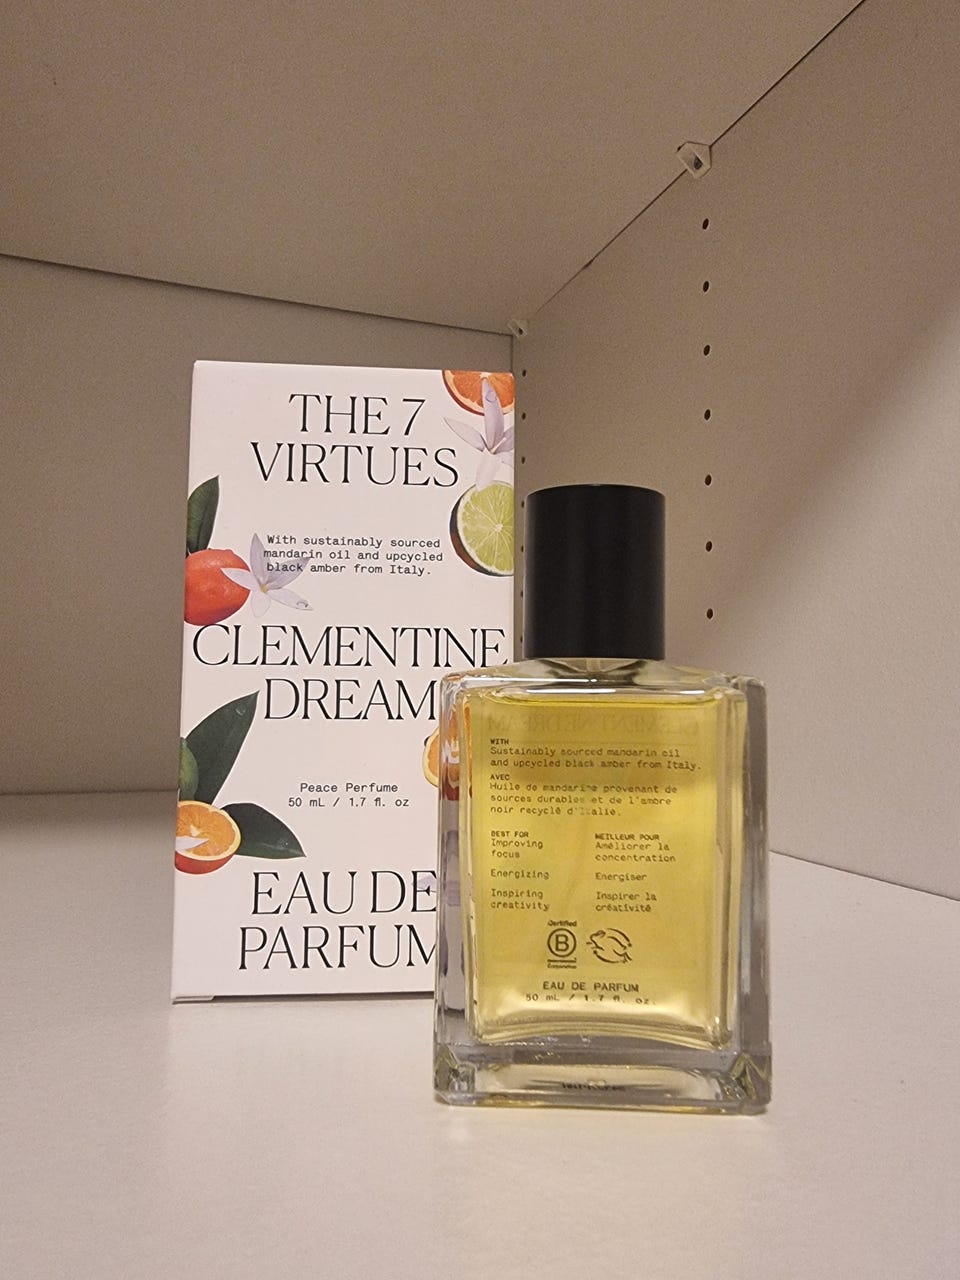 THE 7
VIRTUES
With sustainably sourced
mandarin oil and upcycled
black amber from Italy.
CLEMENTINE
DREAM
Peace Perfume
50 mL / 1.7 fl. oz
EAU DE
PARFUM
WITH
Sustainably sourced mandarin oil
and upcycled black amber from Italy.
AVEC
Huile de mandarine provenant de
sources durables et de l'ambre
noir recyclé d'Italie.
BEST FOR
Improving
focus
Energizing
Inspiring
creativity
MEILLEUR POUR
Améliorer la
concentration
Energiser
Inspirer la
créativité
Certified
B
Corporation
EAU DE PARFUM
50 mL / 1.7 fl. oz.